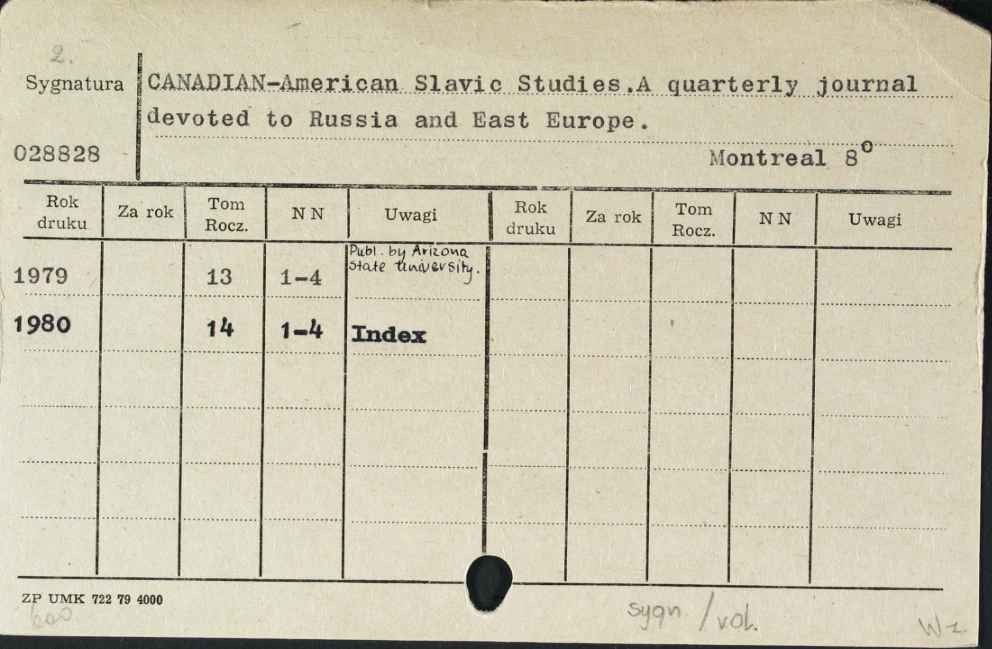 2.
Sygnatura
CANADIAN-American Slavic Studies.A quarterly journal
devoted to Russia and East Europe.
028828
Montreal 8o
Rok druku Za rok Tom Rocz. N N Uwagi Rok druku Za rok Tom Rocz. N N Uwagi
Publ. by Arizona
State University.
1979 13 1-4
1980 14 1-4 Index
ZP UMK 722 79 4000
sygn / vol.